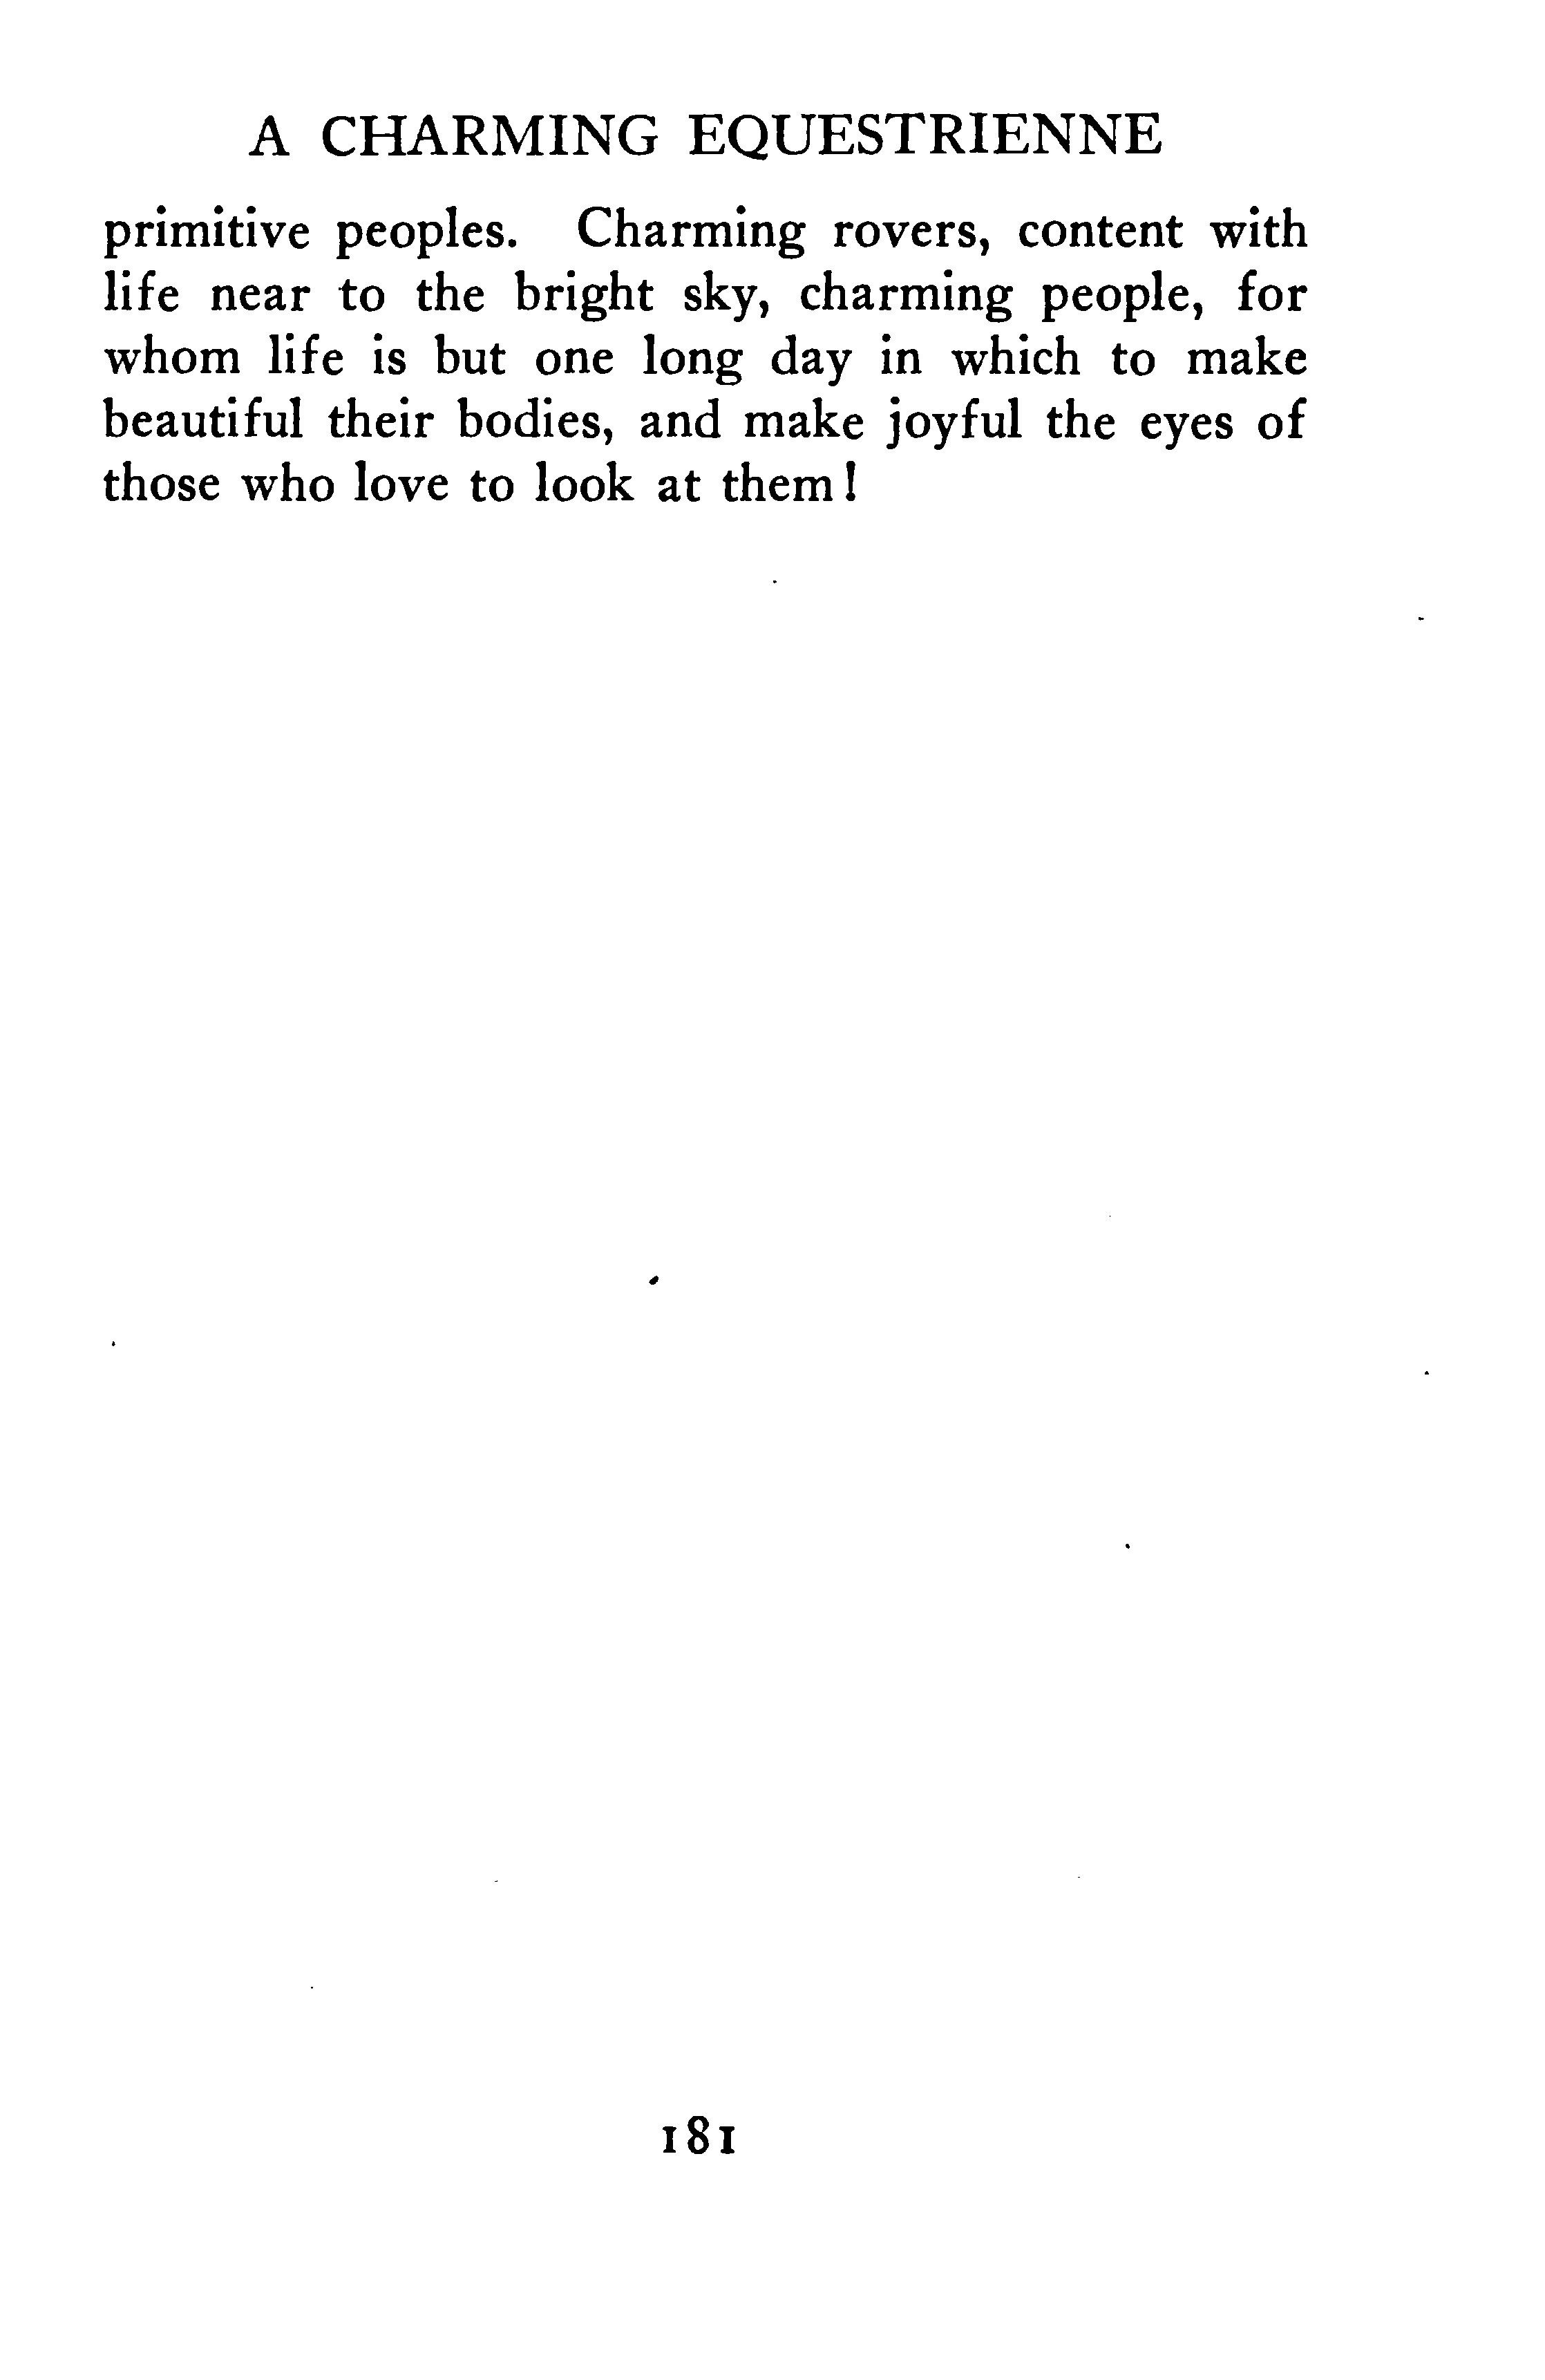 A CHARMING EQUESTRIENNE
primitive peoples. Charming rovers, content with
life near to the bright sky, charming people, for
whom life is but one long day in which to make
beautiful their bodies, and make joyful the eyes of
those who love to look at them!
181